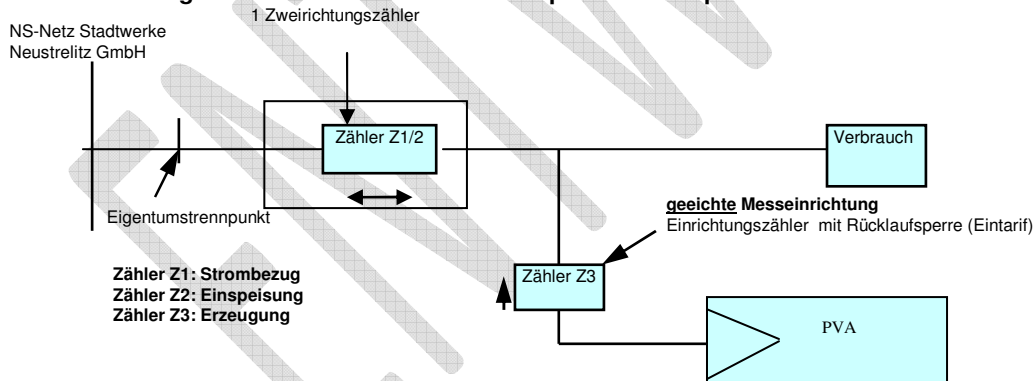 1 Zweirichtungszähler
NS-Netz Stadtwerke
Neustrelitz GmbH
Zähler Z1/2
Verbrauch
Eigentumstrennpunkt
geeichte Messeinrichtung
Einrichtungszähler mit Rücklaufsperre (Eintarif)
Zähler Z1: Strombezug
Zähler Z2: Einspeisung
Zähler Z3: Erzeugung
Zähler Z3
PVA